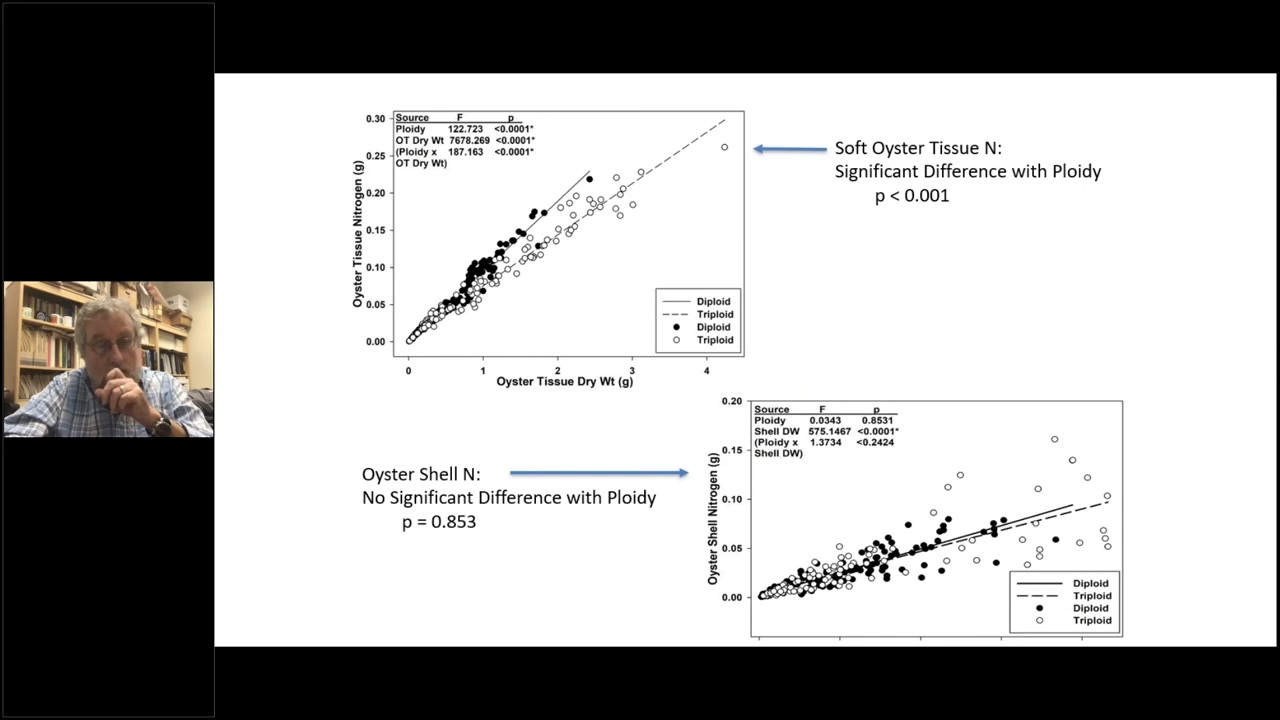 Source F p
Ploidy 122.723 <0.0001*
OT Dry Wt 7678.269 <0.0001*
(Ploidy x 187.163 <0.0001*
OT Dry Wt)
0.30
0.25
0.20
0.15
0.10
0.05
0.00
Oyster Tissue Nitrogen (g)
Diploid
Triploid
Diploid
Triploid
0 1 2 3 4
Oyster Tissue Dry Wt (g)
Soft Oyster Tissue N:
Significant Difference with Ploidy
p < 0.001
Oyster Shell N:
No Significant Difference with Ploidy
p = 0.853
Source F p
Ploidy 0.0343 0.8531
Shell DW 575.1467 <0.0001*
(Ploidy x 1.3734 <0.2424
Shell DW)
0.20
0.15
0.10
0.05
0.00
Oyster Shell Nitrogen (g)
Diploid
Triploid
Diploid
Triploid